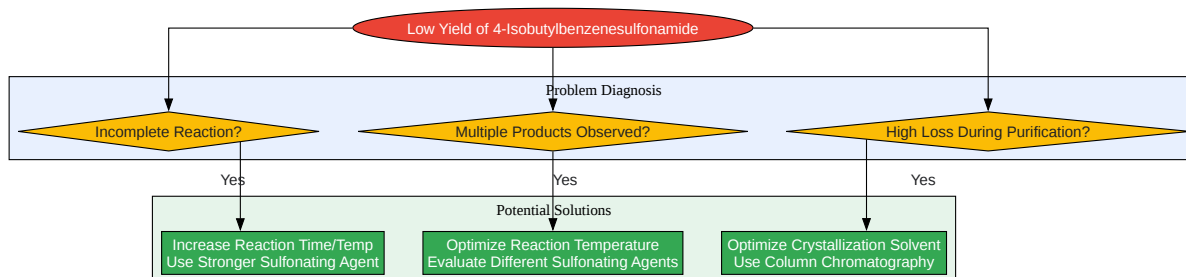 Low Yield of 4-Isobutylbenzenesulfonamide
Problem Diagnosis
Incomplete Reaction?
Multiple Products Observed?
High Loss During Purification?
Yes
Yes
Yes
Potential Solutions
Increase Reaction Time/Temp
Use Stronger Sulfonating Agent
Optimize Reaction Temperature
Evaluate Different Sulfonating Agents
Optimize Crystallization Solvent
Use Column Chromatography